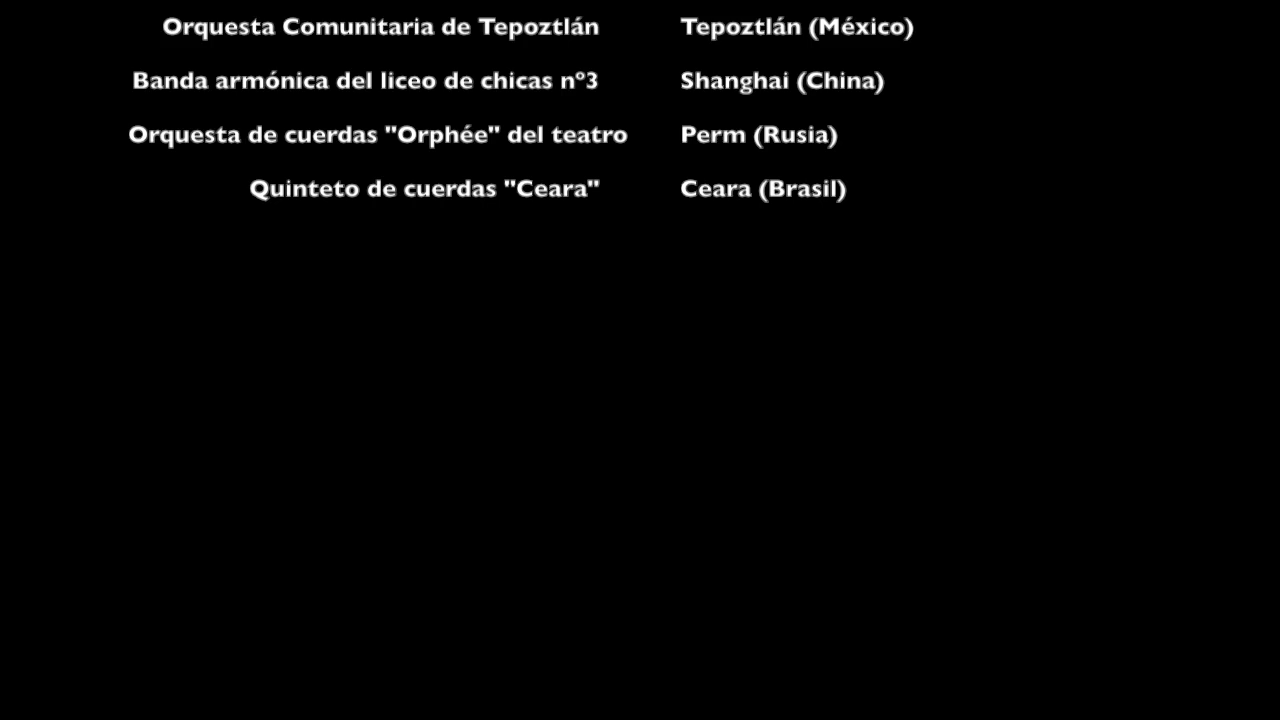 Orquesta Comunitaria de Tepoztlán Tepoztlán (México)
Banda armónica del liceo de chicas nº3 Shanghai (China)
Orquesta de cuerdas "Orphée" del teatro Perm (Rusia)
Quinteto de cuerdas "Ceara" Ceara (Brasil)